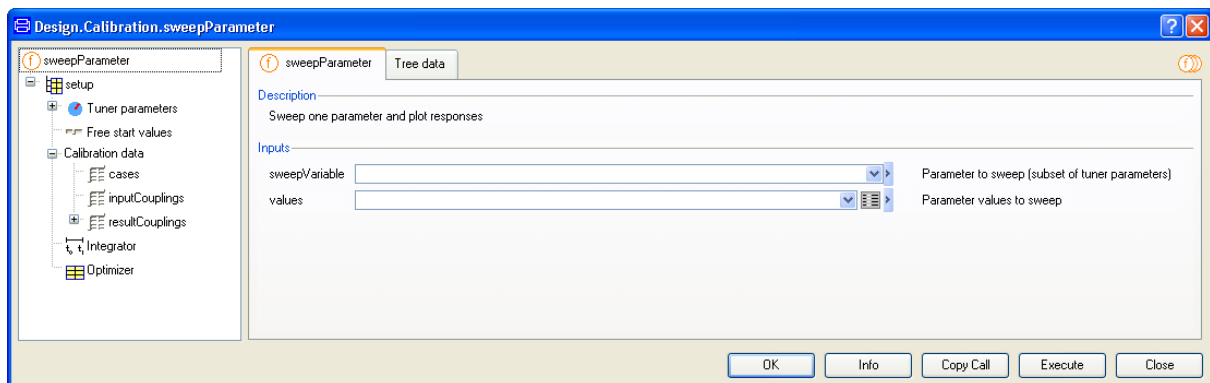 Design.Calibration.sweepParameter
sweepParameter
setup
Tuner parameters
Free start values
Calibration data
cases
inputCouplings
resultCouplings
Integrator
Optimizer
sweepParameter Tree data
Description
Sweep one parameter and plot responses
Inputs
sweepVariable Parameter to sweep (subset of tuner parameters)
values Parameter values to sweep
OK Info Copy Call Execute Close